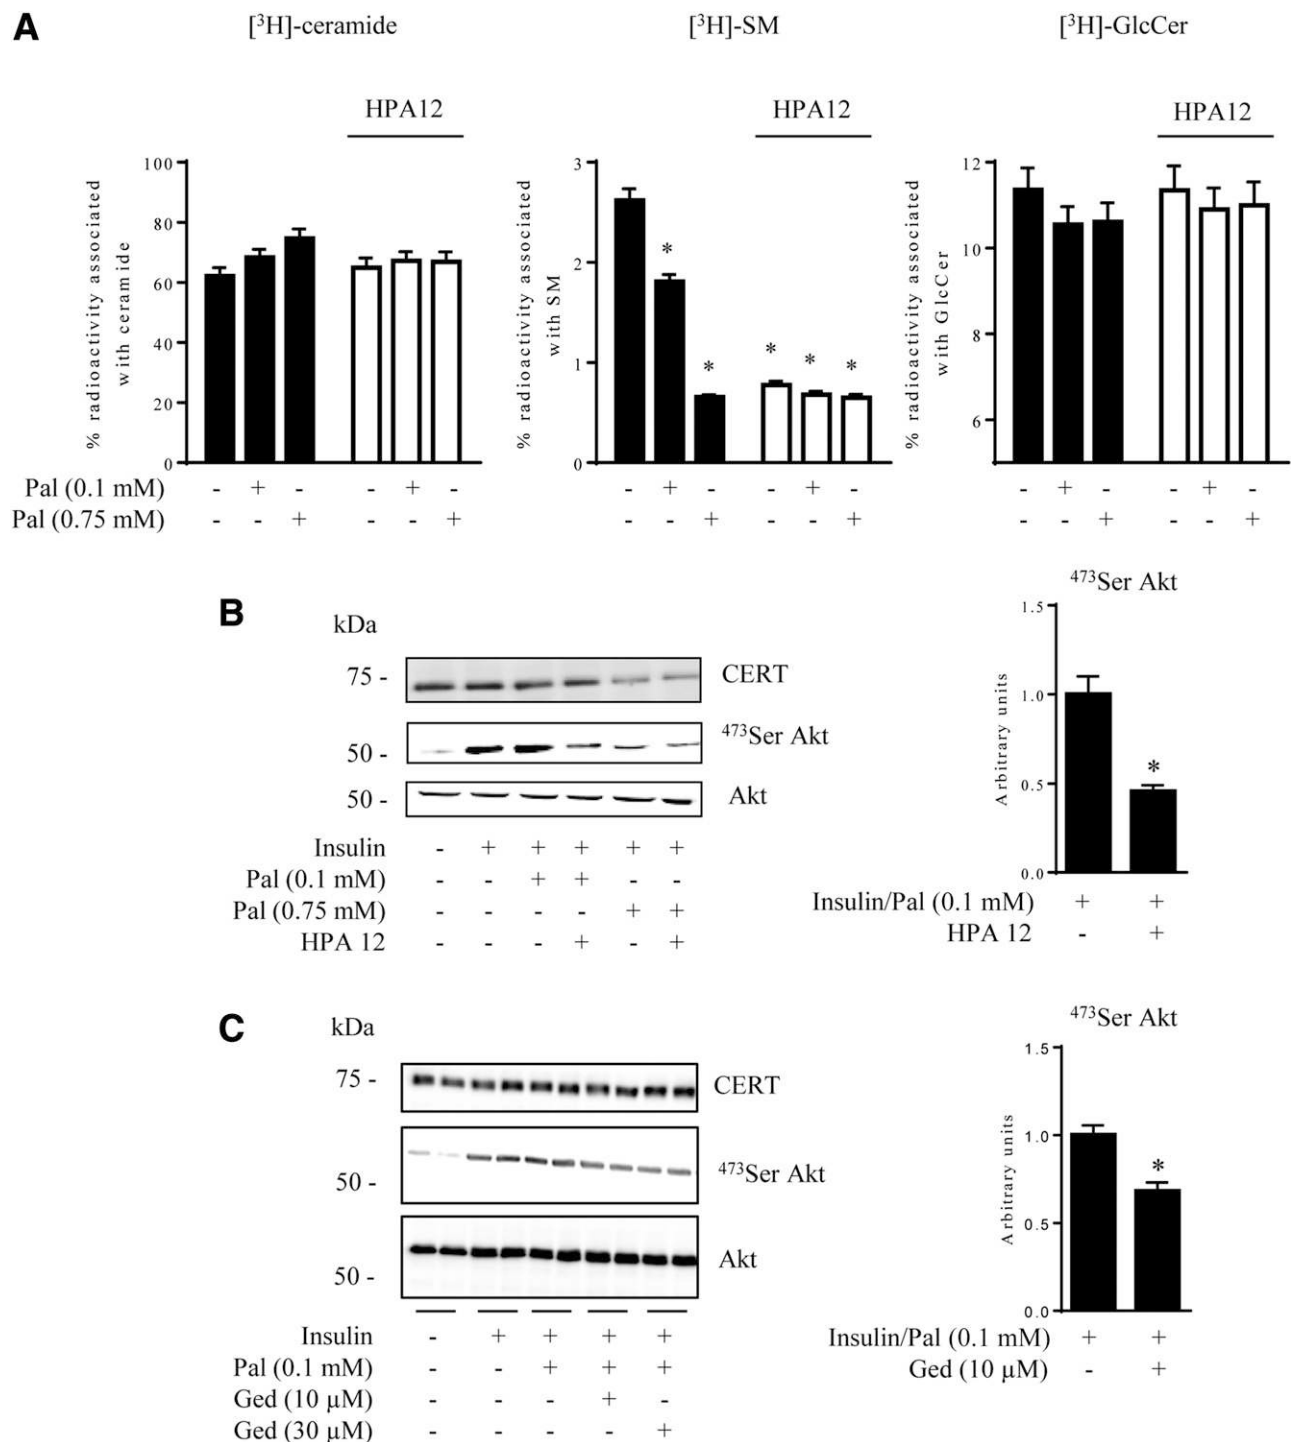 A
[³H]-ceramide
[³H]-SM
[³H]-GlcCer
HPA12
HPA12
HPA12
% radioactivity associated
with ceramide
100
80
60
40
20
0
% radioactivity associated
with SM
3
2
1
0
% radioactivity associated
with GlcCer
12
10
8
6
Pal (0.1 mM) - + - - + - - + - - + - - + - - + -
Pal (0.75 mM) - - + - - + - - + - - + - - + - - +
B
kDa
75 -
CERT
50 -
⁴⁷³Ser Akt
50 -
Akt
Insulin - + + + + +
Pal (0.1 mM) - - + + - -
Pal (0.75 mM) - - - - + +
HPA 12 - - - + - +
⁴⁷³Ser Akt
Arbitrary units
1.5
1.0
0.5
0.0
*
Insulin/Pal (0.1 mM) + +
HPA 12 - +
C
kDa
75 -
CERT
50 -
⁴⁷³Ser Akt
50 -
Akt
Insulin - + + + +
Pal (0.1 mM) - - + + +
Ged (10 µM) - - - + -
Ged (30 µM) - - - - +
⁴⁷³Ser Akt
Arbitrary units
1.5
1.0
0.5
0.0
*
Insulin/Pal (0.1 mM) + +
Ged (10 µM) - +